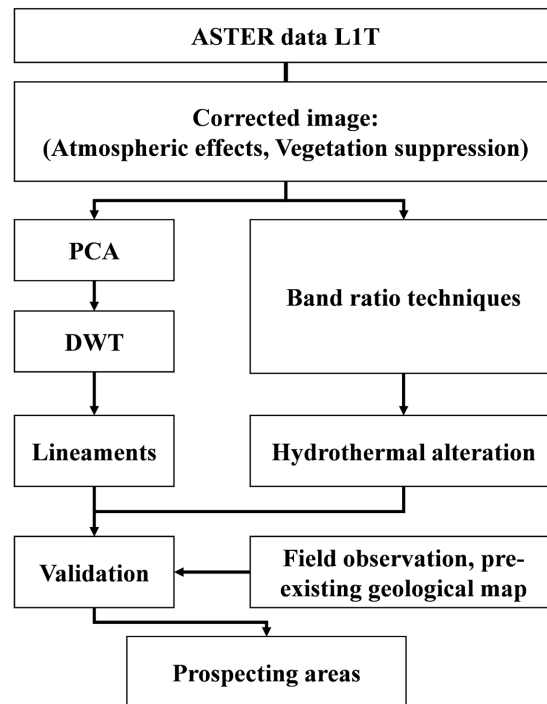 ASTER data L1T
Corrected image:
(Atmospheric effects, Vegetation suppression)
PCA
Band ratio techniques
DWT
Lineaments
Hydrothermal alteration
Validation
Field observation, pre-
existing geological map
Prospecting areas